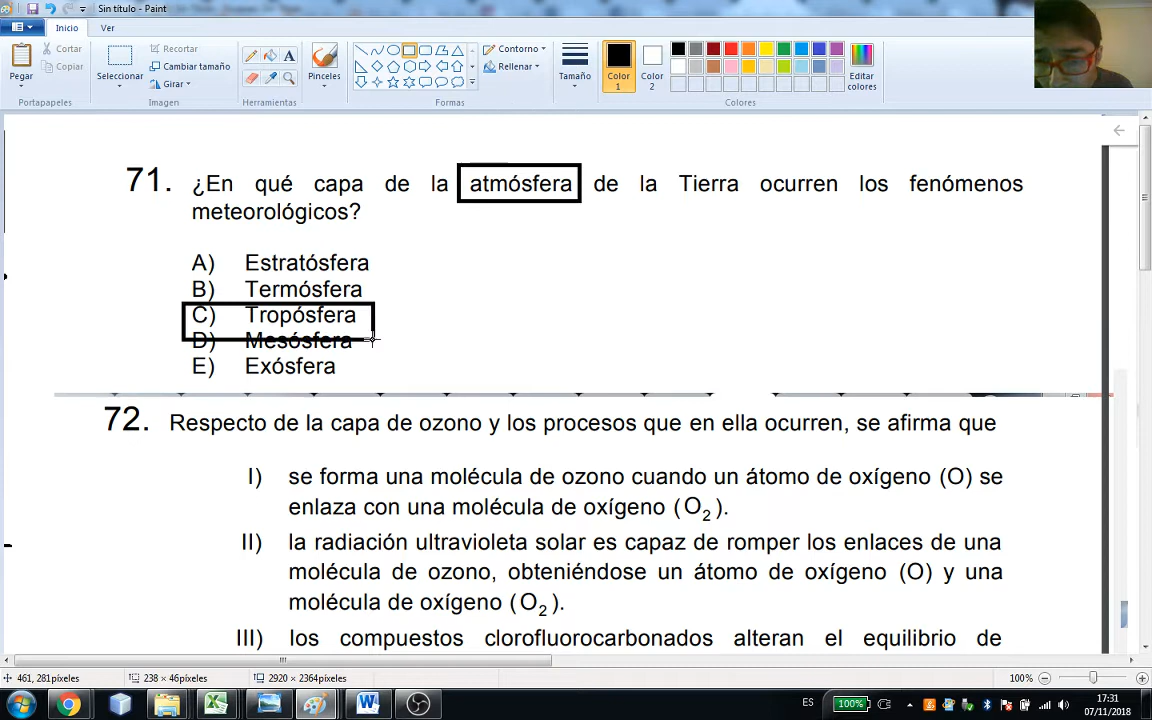 Sin título - Paint
Inicio
Ver
Pegar
Cortar
Copiar
Portapapeles
Seleccionar
Recortar
Cambiar tamaño
Girar
Imagen
A
Herramientas
Pinceles
Contorno
Rellenar
Formas
Tamaño
Color
1
Color
2
Editar
colores
Colores
71. ¿En qué capa de la atmósfera de la Tierra ocurren los fenómenos
meteorológicos?
A) Estratósfera
B) Termósfera
C) Tropósfera
D) Mesósfera
E) Exósfera
72. Respecto de la capa de ozono y los procesos que en ella ocurren, se afirma que
I) se forma una molécula de ozono cuando un átomo de oxígeno (O) se
enlaza con una molécula de oxígeno (O₂).
II) la radiación ultravioleta solar es capaz de romper los enlaces de una
molécula de ozono, obteniéndose un átomo de oxígeno (O) y una
molécula de oxígeno (O₂).
III) los compuestos clorofluorocarbonados alteran el equilibrio de
461, 281píxeles
238 × 46píxeles
2920 × 2364píxeles
100%
ES
100%
17:31
07/11/2018